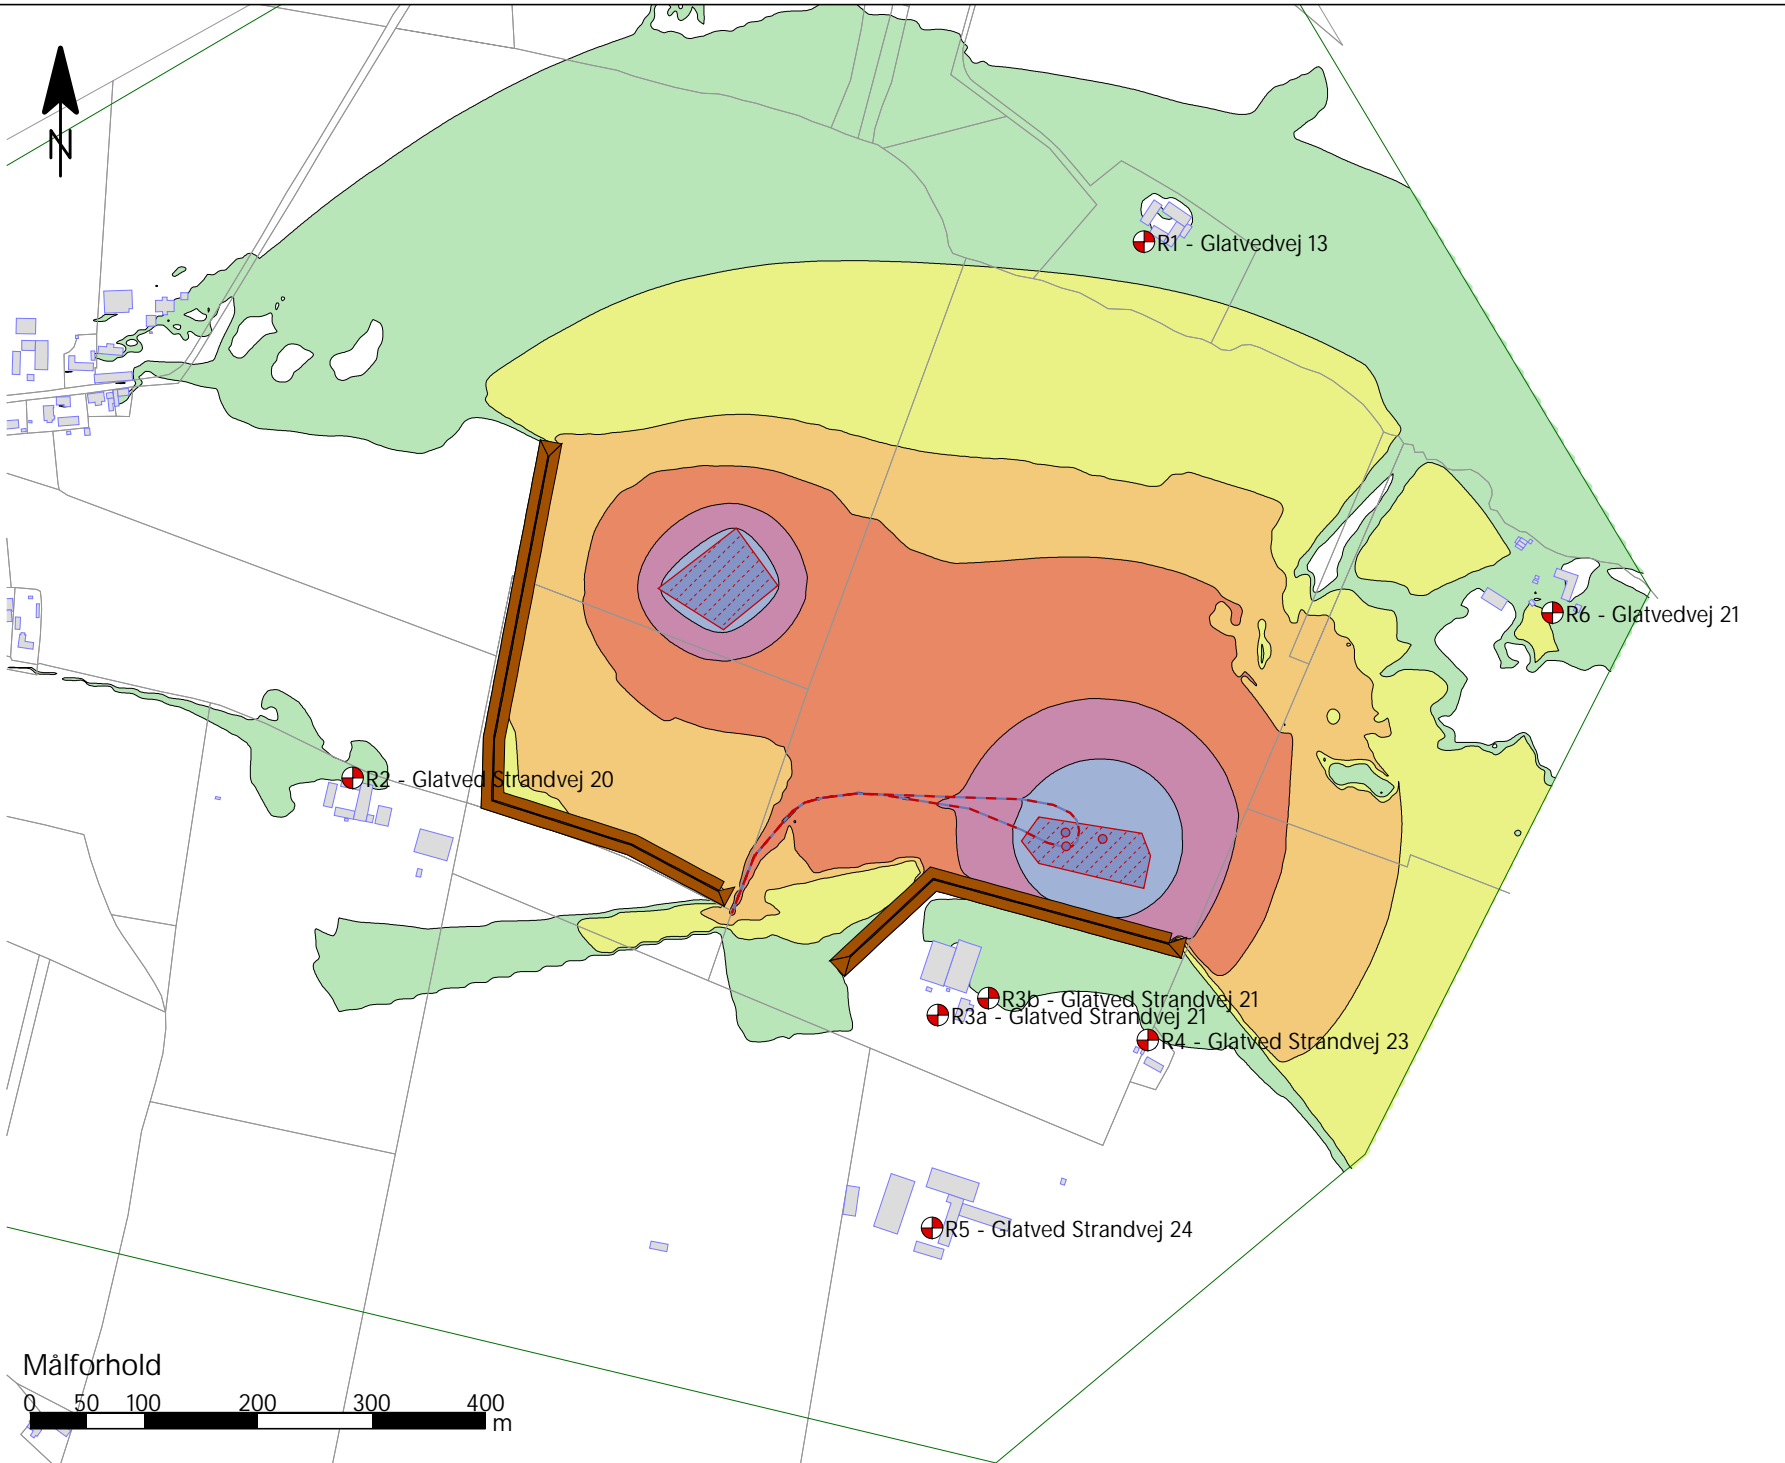 N
R1 - Glatvedvej 13
R6 - Glatvedvej 21
R2 - Glatved Strandvej 20
R3b - Glatved Strandvej 21
R3a - Glatved Strandvej 21
R4 - Glatved Strandvej 23
R5 - Glatved Strandvej 24
Målforhold
0 50 100 200 300 400
m